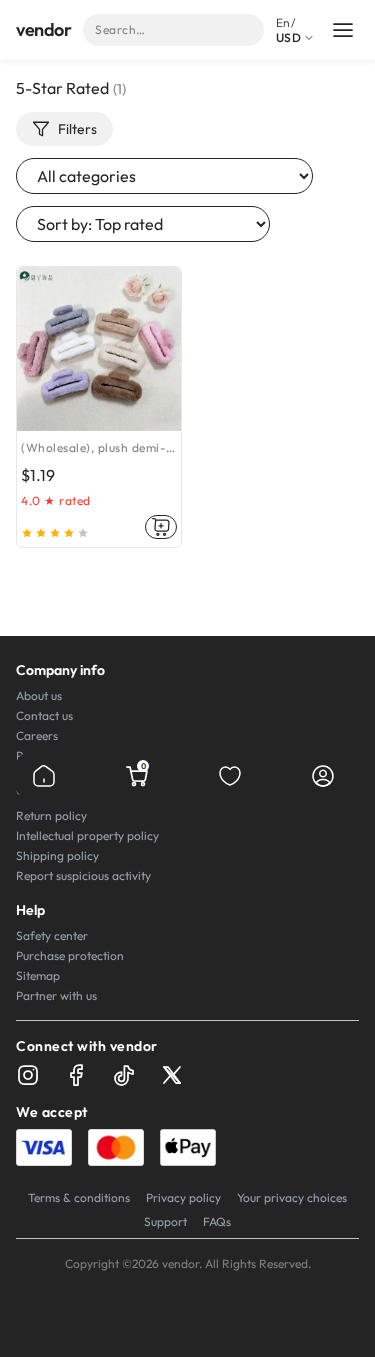 vendor
Search...
En/
USD
5-Star Rated (1)
Filters
All categories
Sort by: Top rated
(Wholesale), plush demi-...
$1.19
4.0 ★ rated
Company info
About us
Contact us
Careers
0
Return policy
Intellectual property policy
Shipping policy
Report suspicious activity
Help
Safety center
Purchase protection
Sitemap
Partner with us
Connect with vendor
We accept
VISA
MasterCard
Pay
Terms & conditions Privacy policy Your privacy choices
Support FAQs
Copyright ©2026 vendor. All Rights Reserved.